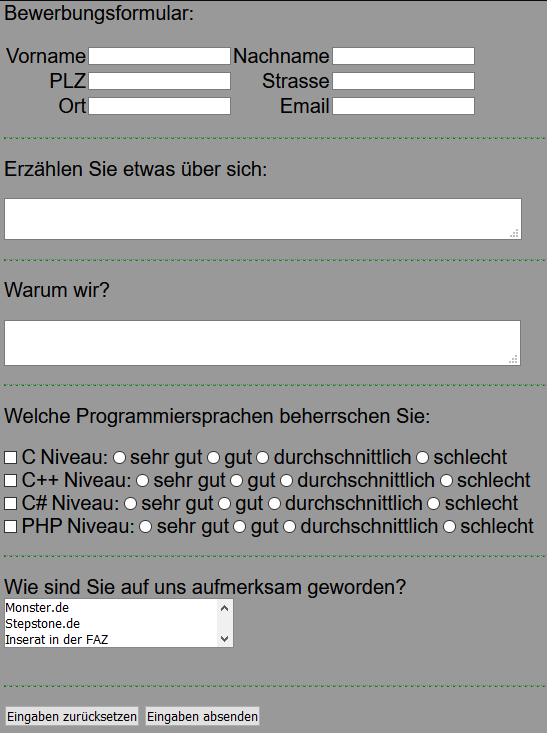 Bewerbungsformular:
Vorname Nachname
PLZ Strasse
Ort Email
Erzählen Sie etwas über sich:
Warum wir?
Welche Programmiersprachen beherrschen Sie:
C Niveau: sehr gut gut durchschnittlich schlecht
C++ Niveau: sehr gut gut durchschnittlich schlecht
C# Niveau: sehr gut gut durchschnittlich schlecht
PHP Niveau: sehr gut gut durchschnittlich schlecht
Wie sind Sie auf uns aufmerksam geworden?
Monster.de
Stepstone.de
Inserat in der FAZ
Eingaben zurücksetzen Eingaben absenden